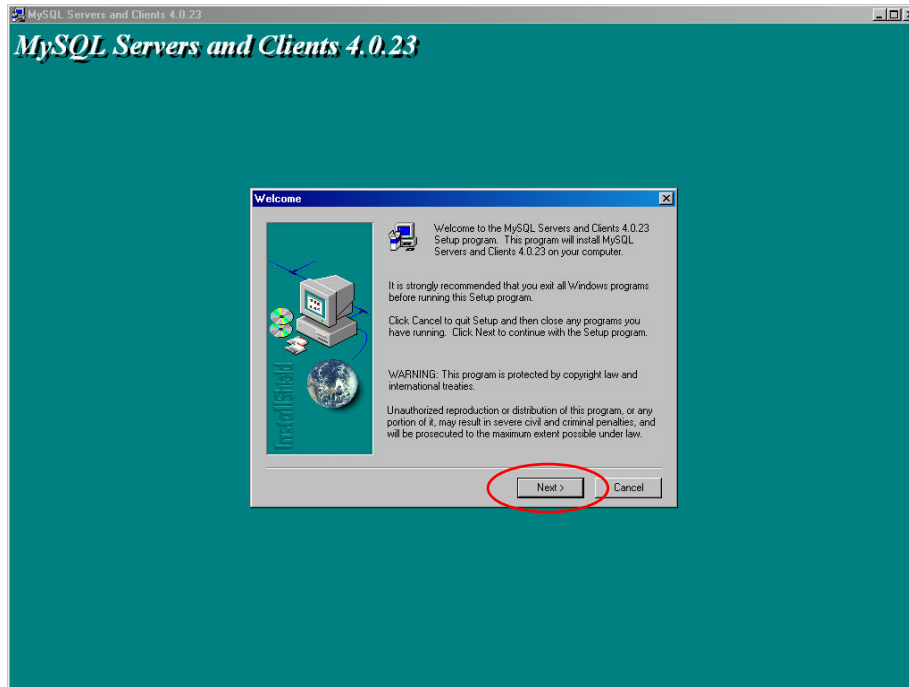 MySQL Servers and Clients 4.0.23
MySQL Servers and Clients 4.0.23
Welcome
Welcome to the MySQL Servers and Clients 4.0.23
Setup program. This program will install MySQL
Servers and Clients 4.0.23 on your computer.
It is strongly recommended that you exit all Windows programs
before running this Setup program.
Click Cancel to quit Setup and then close any programs you
have running. Click Next to continue with the Setup program.
WARNING: This program is protected by copyright law and
international treaties.
Unauthorized reproduction or distribution of this program, or any
portion of it, may result in severe civil and criminal penalties, and
will be prosecuted to the maximum extent possible under law.
InstallShield
Next >
Cancel